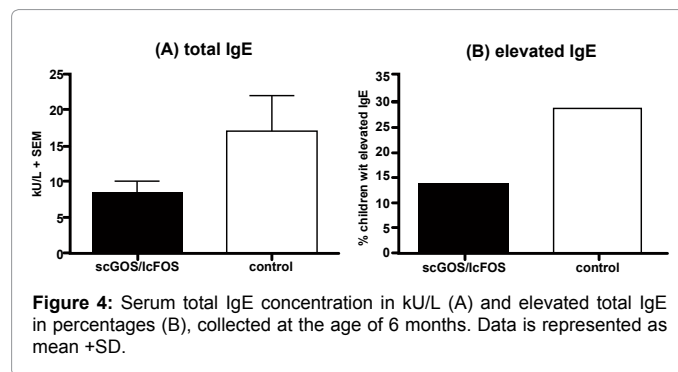 (A) total IgE
25
20
15
10
5
0
kU/L + SEM
scGOS/lcFOS
control
(B) elevated IgE
35
30
25
20
15
10
5
0
% children wit elevated IgE
scGOS/lcFOS
control
Figure 4: Serum total IgE concentration in kU/L (A) and elevated total IgE
in percentages (B), collected at the age of 6 months. Data is represented as
mean +SD.